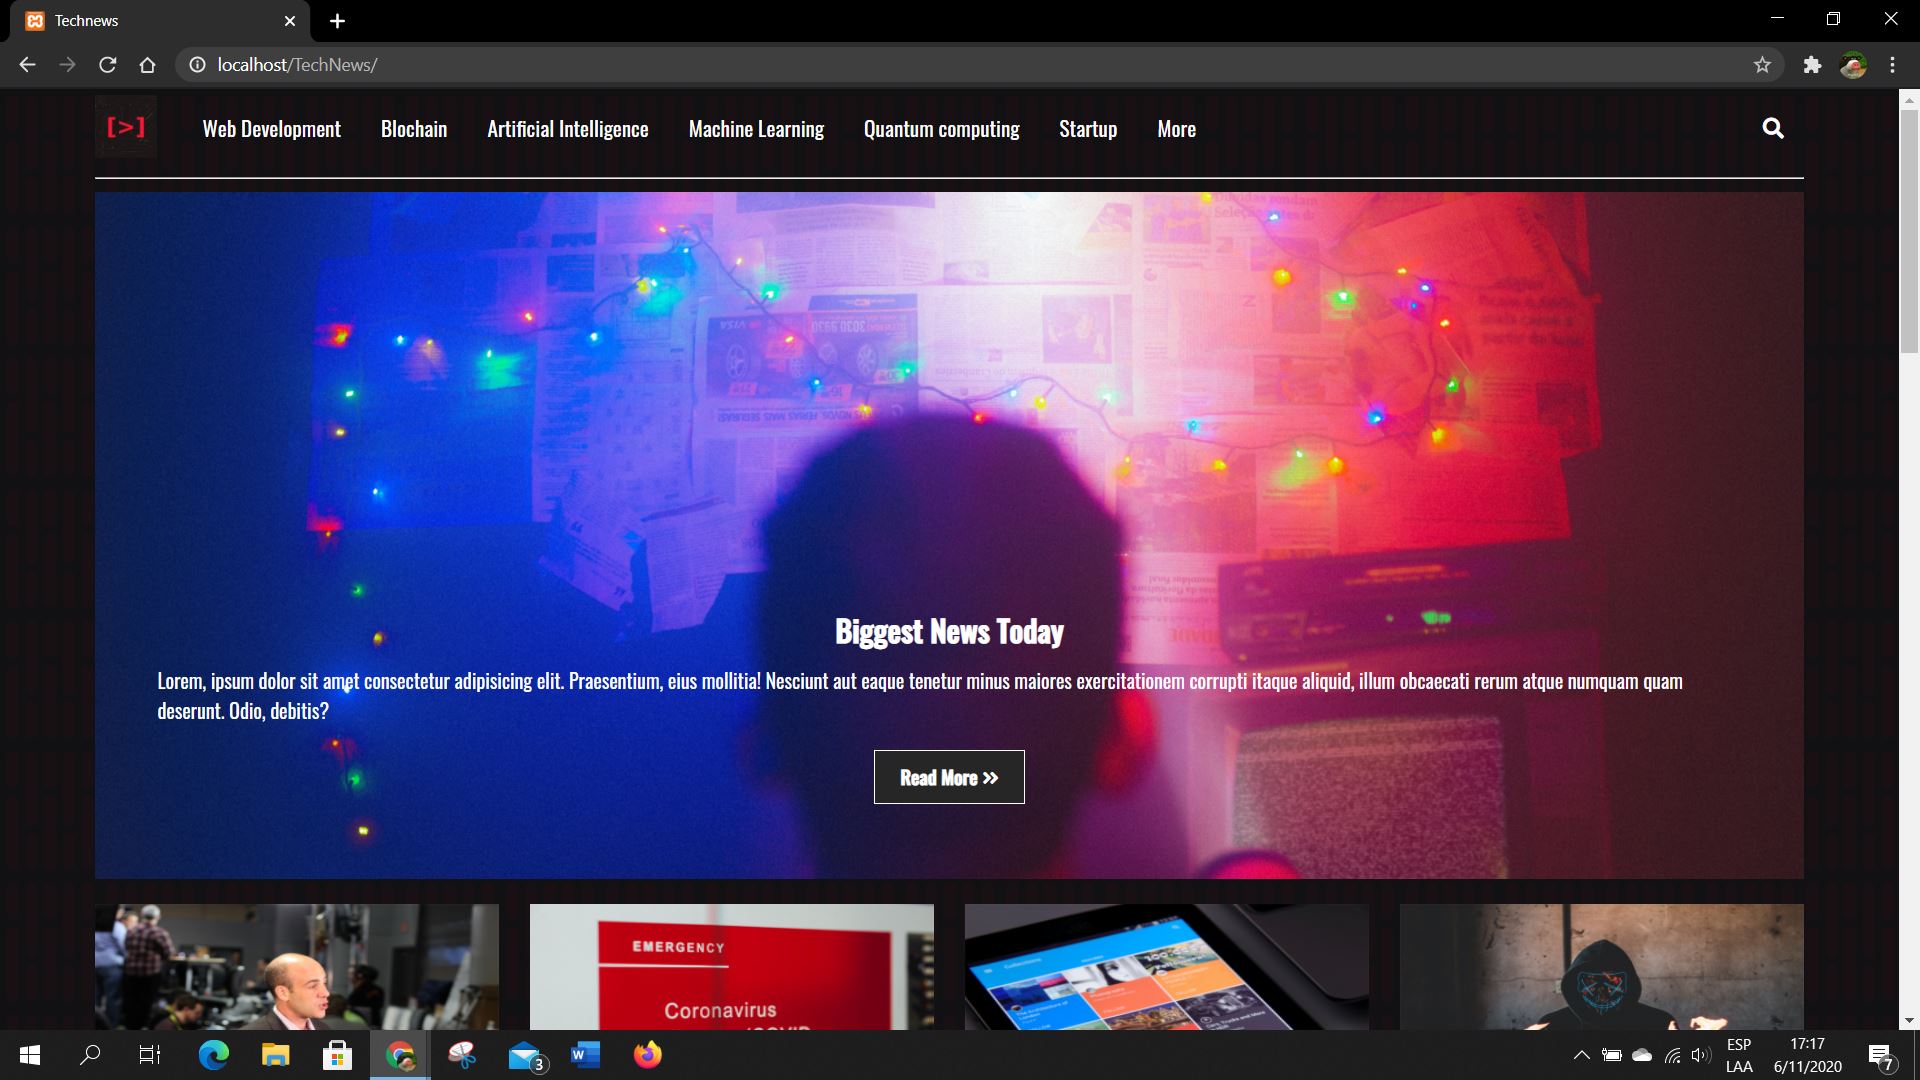 Technews
localhost/TechNews/
[>]
Web Development Blochain Artificial Intelligence Machine Learning Quantum computing Startup More
Biggest News Today
Lorem, ipsum dolor sit amet consectetur adipisicing elit. Praesentium, eius mollitia! Nesciunt aut eaque tenetur minus maiores exercitationem corrupti itaque aliquid, illum obcaecati rerum atque numquam quam
deserunt. Odio, debitis?
Read More »
EMERGENCY
Coronavirus
Collections
ESP
LAA
17:17
6/11/2020
3
7